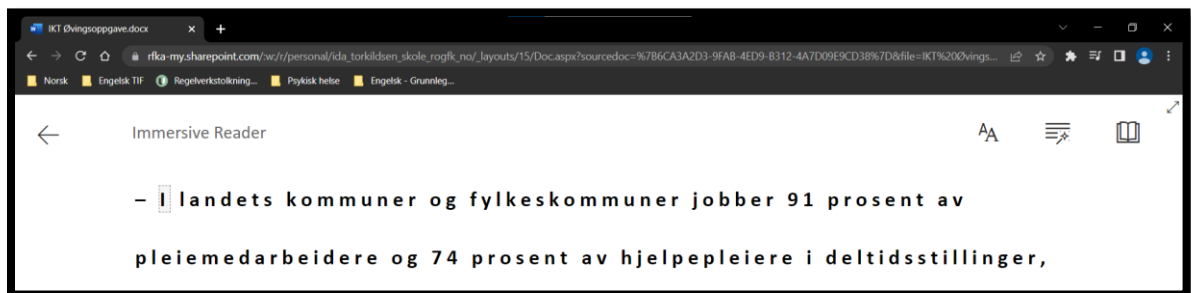 IKT Øvingsoppgave.docx
rfka-my.sharepoint.com/:w:/r/personal/ida_torkildsen_skole_rogfk_no/_layouts/15/Doc.aspx?sourcedoc=%7B6CA3A2D3-9FAB-4ED9-B312-4A7D09E9CD38%7D&file=IKT%20Øvings...
Norsk Engelsk TIF Regelverkstolkning... Psykisk helse Engelsk - Grunnleg...
Immersive Reader AA
– I landets kommuner og fylkeskommuner jobber 91 prosent av
pleiemedarbeidere og 74 prosent av hjelpepleiere i deltidsstillinger,